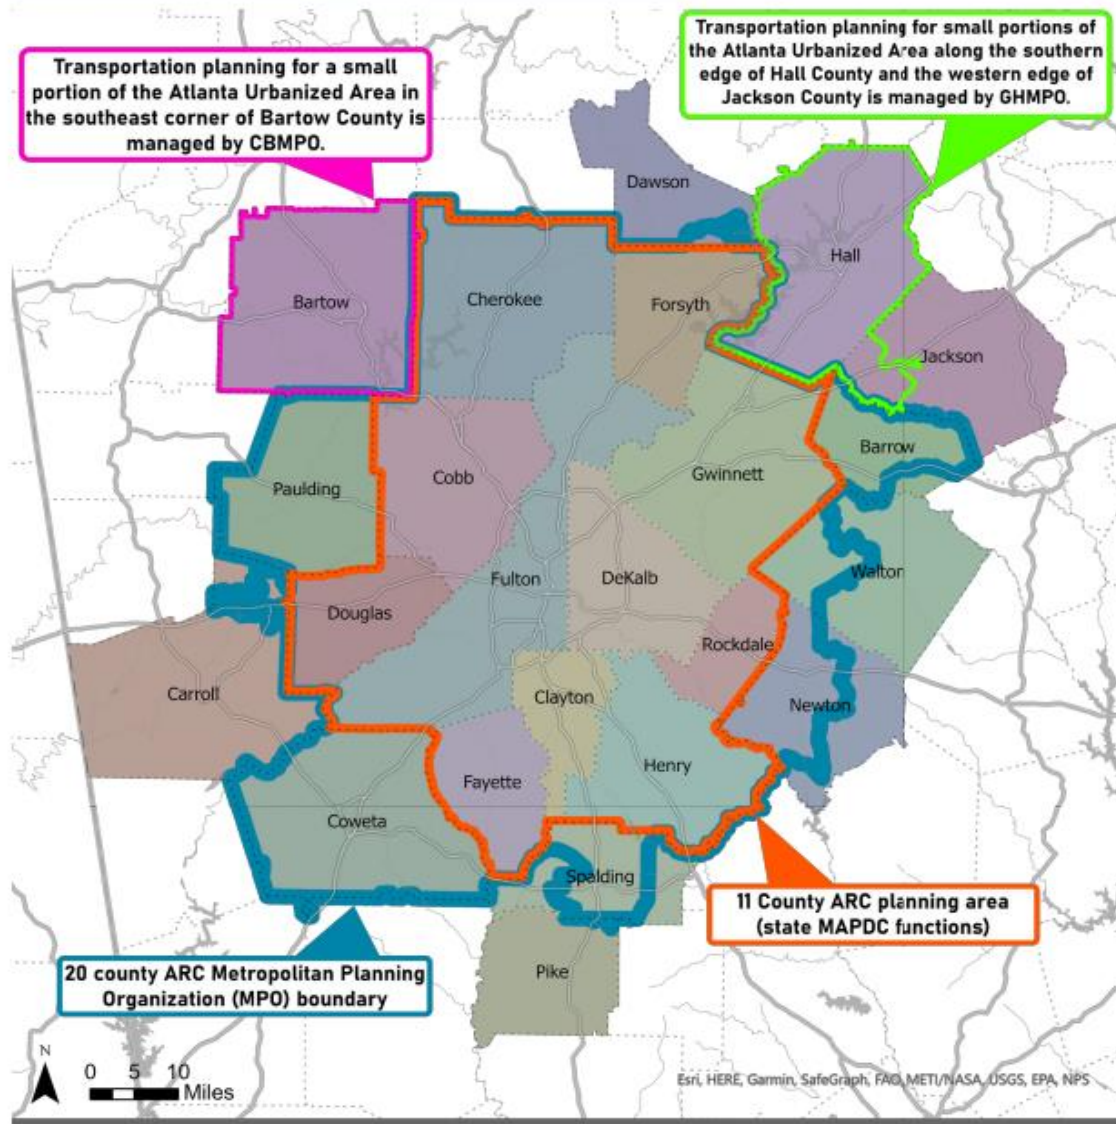 Transportation planning for a small
portion of the Atlanta Urbanized Area in
the southeast corner of Bartow County is
managed by CBMPO.
Transportation planning for small portions of
the Atlanta Urbanized Area along the southern
edge of Hall County and the western edge of
Jackson County is managed by GHMPO.
Dawson
Hall
Bartow
Cherokee
Forsyth
Jackson
Barrow
Cobb
Gwinnett
Paulding
Fulton
DeKalb
Walton
Douglas
Rockdale
Carroll
Clayton
Newton
Henry
Fayette
Coweta
Spalding
11 County ARC planning area
(state MAPDC functions)
20 county ARC Metropolitan Planning
Organization (MPO) boundary
Pike
N
0 5 10
Miles
Esri, HERE, Garmin, SafeGraph, FAO, METI/NASA, USGS, EPA, NPS